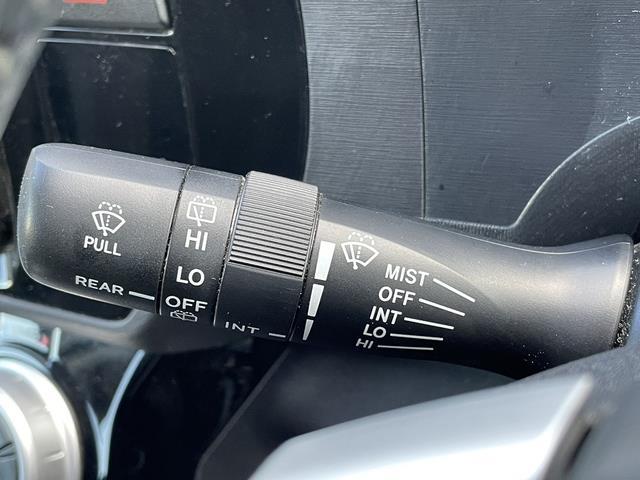 PULL
REAR
HI
LO
OFF
INT
MIST
OFF
INT
LO
HI